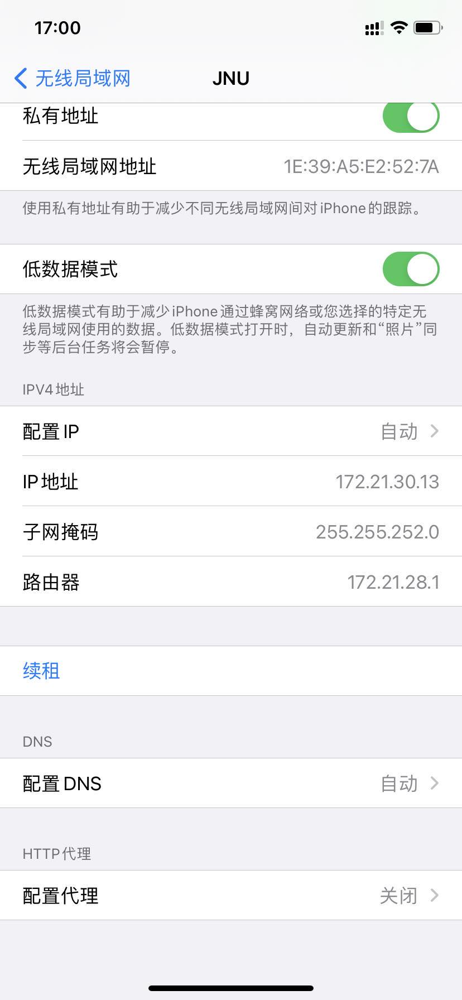 17:00
无线局域网
JNU
私有地址
无线局域网地址 1E:39:A5:E2:52:7A
使用私有地址有助于减少不同无线局域网间对 iPhone 的跟踪。
低数据模式
低数据模式有助于减少 iPhone 通过蜂窝网络或您选择的特定无
线局域网使用的数据。低数据模式打开时，自动更新和“照片”同
步等后台任务将会暂停。
IPV4 地址
配置 IP 自动
IP 地址 172.21.30.13
子网掩码 255.255.252.0
路由器 172.21.28.1
续租
DNS
配置 DNS 自动
HTTP 代理
配置代理 关闭